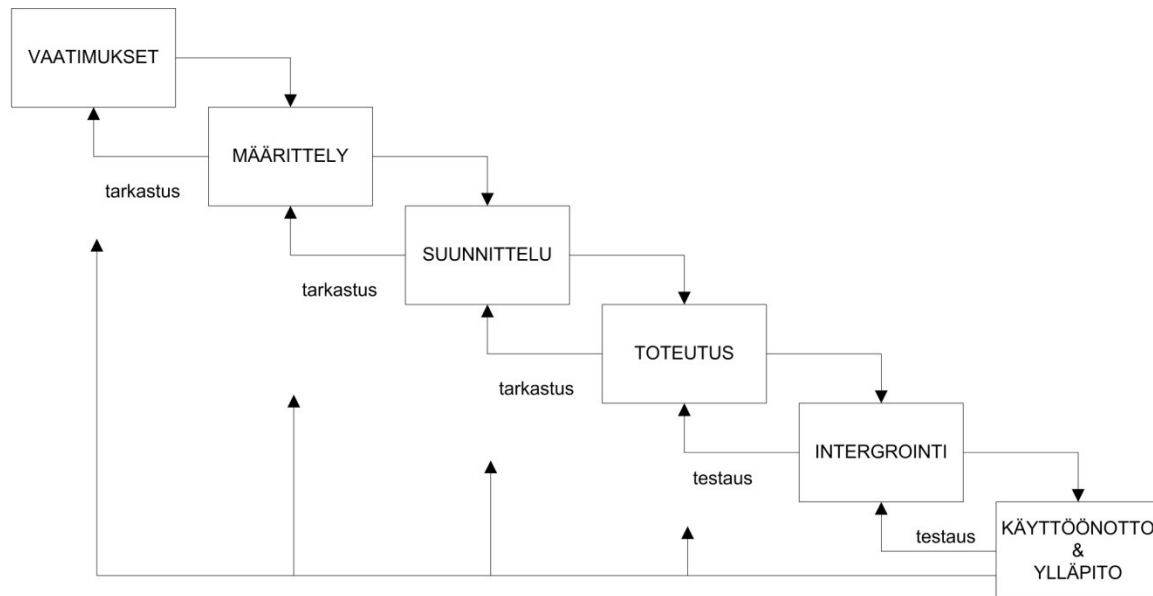 VAATIMUKSET
MÄÄRITTELY
tarkastus
SUUNNITTELU
tarkastus
TOTEUTUS
tarkastus
INTERGROINTI
testaus
KÄYTTÖÖNOTTO
&
YLLÄPITO
testaus